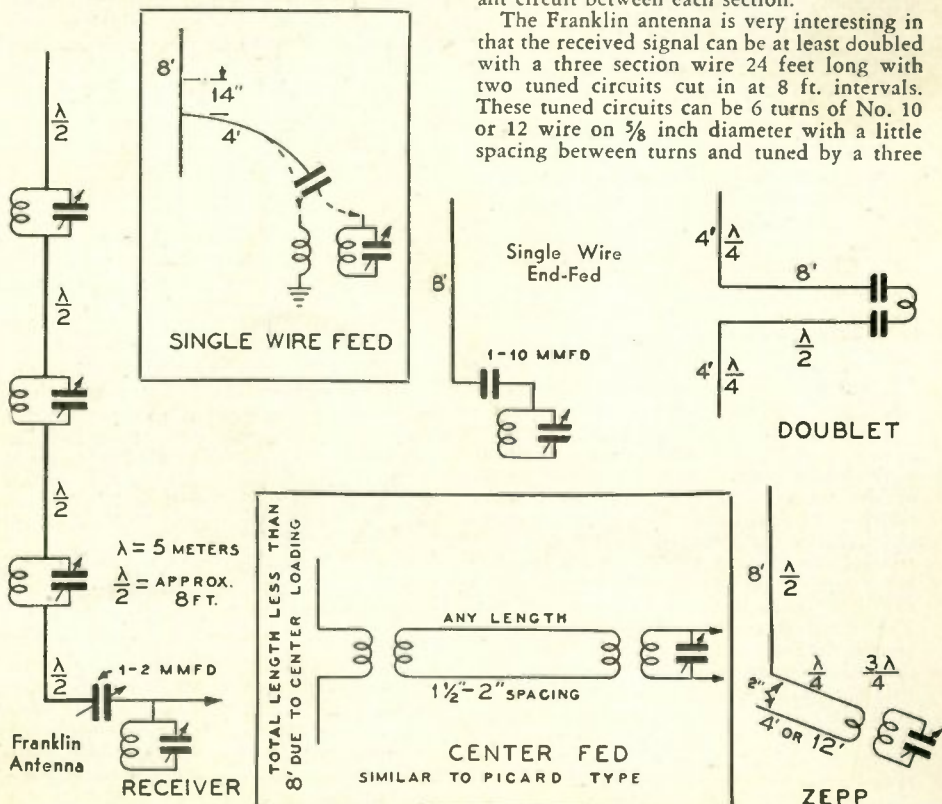 ant circuit between each section.
The Franklin antenna is very interesting in
that the received signal can be at least doubled
with a three section wire 24 feet long with
two tuned circuits cut in at 8 ft. intervals.
These tuned circuits can be 6 turns of No. 10
or 12 wire on 5/8 inch diameter with a little
spacing between turns and tuned by a three
λ/2
λ/2
λ/2
λ = 5 METERS
λ/2 = APPROX.
8 FT.
λ/2
1-2 MMFD
Franklin
Antenna
RECEIVER
8'
14"
4'
SINGLE WIRE FEED
Single Wire
End-Fed
8'
1-10 MMFD
4' λ/4
8'
λ/2
4' λ/4
DOUBLET
TOTAL LENGTH LESS THAN
8' DUE TO CENTER LOADING
ANY LENGTH
1½"-2" SPACING
CENTER FED
SIMILAR TO PICARD TYPE
8' λ/2
λ/4 3λ/4
2"
4' OR 12'
ZEPP